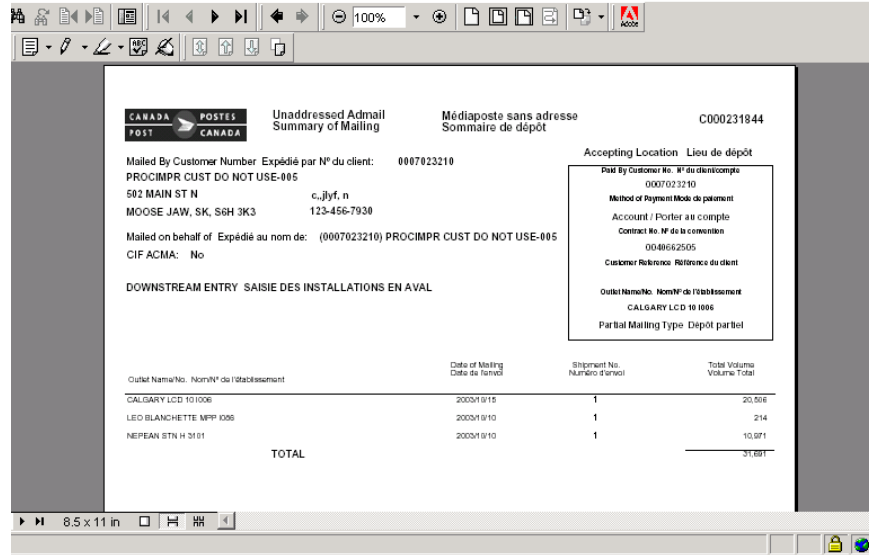 100%
Adobe
CANADA POSTES
POST CANADA
Unaddressed Admail
Summary of Mailing
Médiaposte sans adresse
Sommaire de dépôt
C000231844
Accepting Location Lieu de dépôt
Mailed By Customer Number Expédié par Nº du client: 0007023210
PROCIMPR CUST DO NOT USE-005
502 MAIN ST N c,,jlyf, n
MOOSE JAW, SK, S6H 3K3 123-456-7930
Mailed on behalf of Expédié au nom de: (0007023210) PROCIMPR CUST DO NOT USE-005
CIF ACMA: No
DOWNSTREAM ENTRY SAISIE DES INSTALLATIONS EN AVAL
Paid By Customer No. Nº du client/compte
0007023210
Method of Payment Mode de paiement
Account / Porter au compte
Contract No. Nº de la convention
0040662505
Customer Reference Référence du client
Outlet Name/No. Nom/Nº de l'établissement
CALGARY LCD 10 I006
Partial Mailing Type Dépôt partiel
Outlet Name/No. Nom/Nº de l'établissement
Date of Mailing
Date de l'envoi
Shipment No.
Numéro d'envoi
Total Volume
Volume Total
CALGARY LCD 10 I006 2003/10/15 1 20,506
LEO BLANCHETTE MPP I086 2003/10/10 1 214
NEPEAN STN H 3101 2003/10/10 1 10,971
TOTAL 31,691
8.5 x 11 in